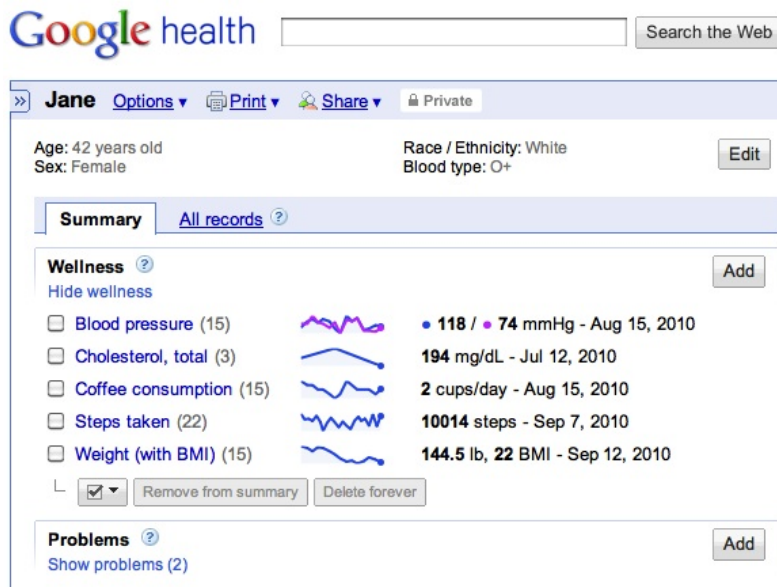 Google health Search the Web
» Jane Options ▾ Print ▾ Share ▾ Private
Age: 42 years old Race / Ethnicity: White Edit
Sex: Female Blood type: O+
Summary All records ?
Wellness ? Add
Hide wellness
Blood pressure (15) • 118 / • 74 mmHg - Aug 15, 2010
Cholesterol, total (3) 194 mg/dL - Jul 12, 2010
Coffee consumption (15) 2 cups/day - Aug 15, 2010
Steps taken (22) 10014 steps - Sep 7, 2010
Weight (with BMI) (15) 144.5 lb, 22 BMI - Sep 12, 2010
Remove from summary Delete forever
Problems ? Add
Show problems (2)